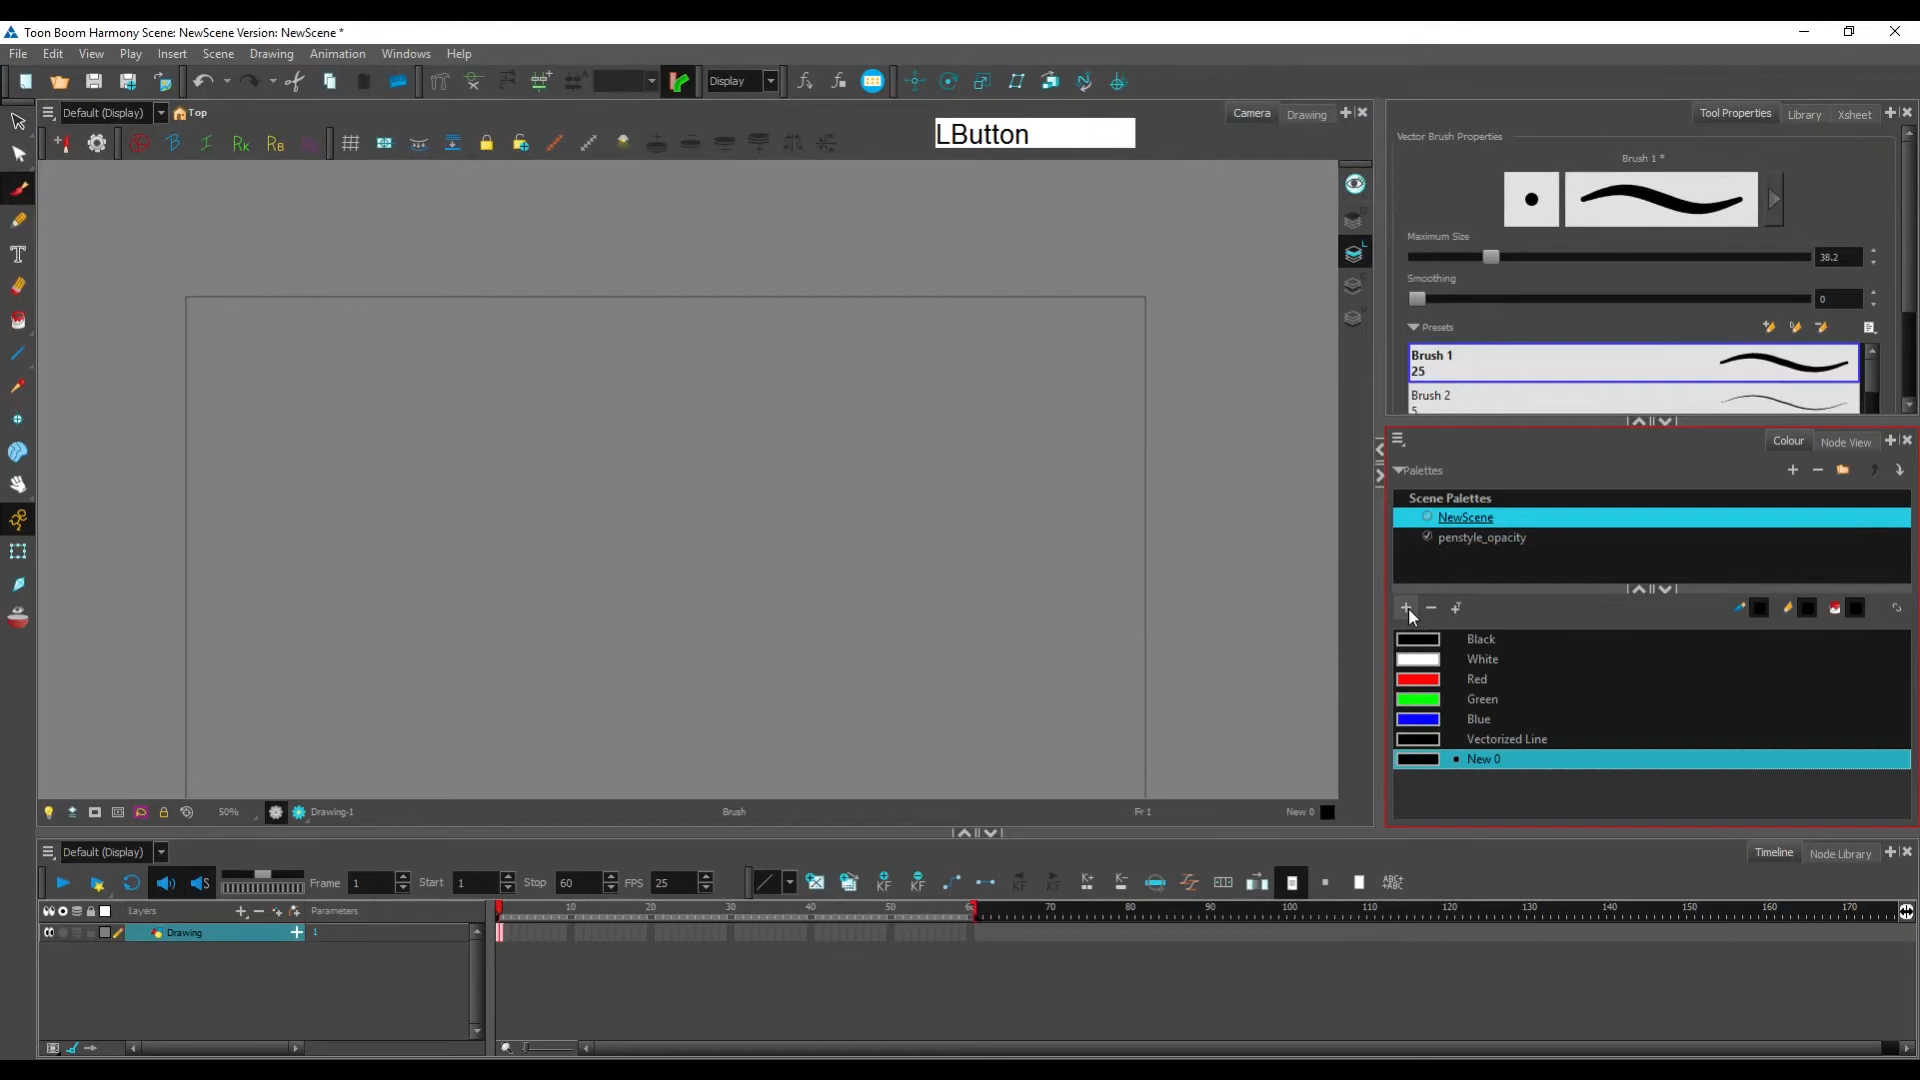 Toon Boom Harmony Scene: NewScene Version: NewScene *
File Edit View Play Insert Scene Drawing Animation Windows Help
Display
Default (Display) Top
Camera Drawing
LButton
Tool Properties Library Xsheet
Vector Brush Properties
Brush 1 *
Maximum Size
38.2
Smoothing
0
Presets
Brush 1
25
Brush 2
5
Colour Node View
Palettes
Scene Palettes
NewScene
penstyle_opacity
Black
White
Red
Green
Blue
Vectorized Line
New 0
50% Drawing-1 Brush Fr 1 New 0
Default (Display)
Timeline Node Library
Frame 1 Start 1 Stop 60 FPS 25
Layers Parameters
10 20 30 40 50 70 80 90 100 110 120 130 140 150 160 170
Drawing 1